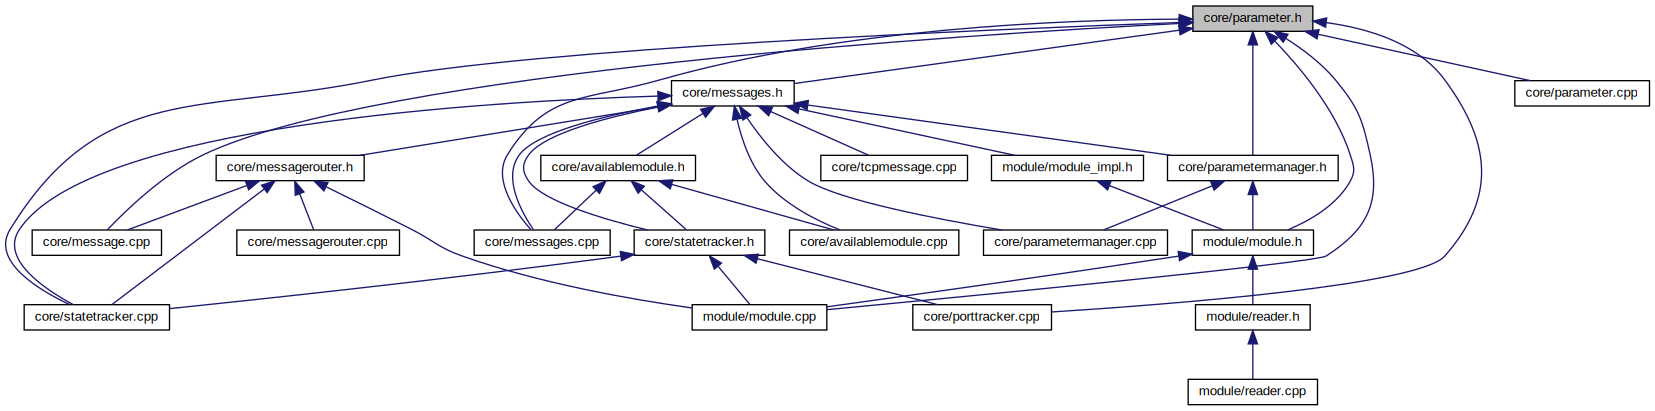 core/parameter.h
core/messages.h
core/parameter.cpp
core/messagerouter.h
core/availablemodule.h
core/tcpmessage.cpp
module/module_impl.h
core/parametermanager.h
core/message.cpp
core/messagerouter.cpp
core/messages.cpp
core/statetracker.h
core/availablemodule.cpp
core/parametermanager.cpp
module/module.h
core/statetracker.cpp
module/module.cpp
core/porttracker.cpp
module/reader.h
module/reader.cpp